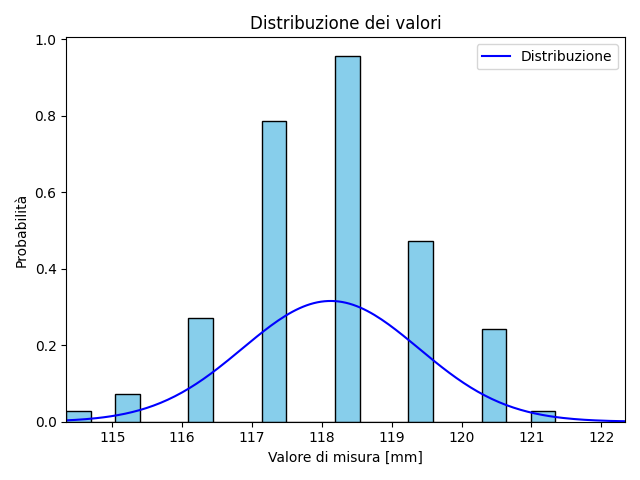 Distribuzione dei valori
Distribuzione
1.0
0.8
0.6
0.4
0.2
0.0
Probabilità
115 116 117 118 119 120 121 122
Valore di misura [mm]